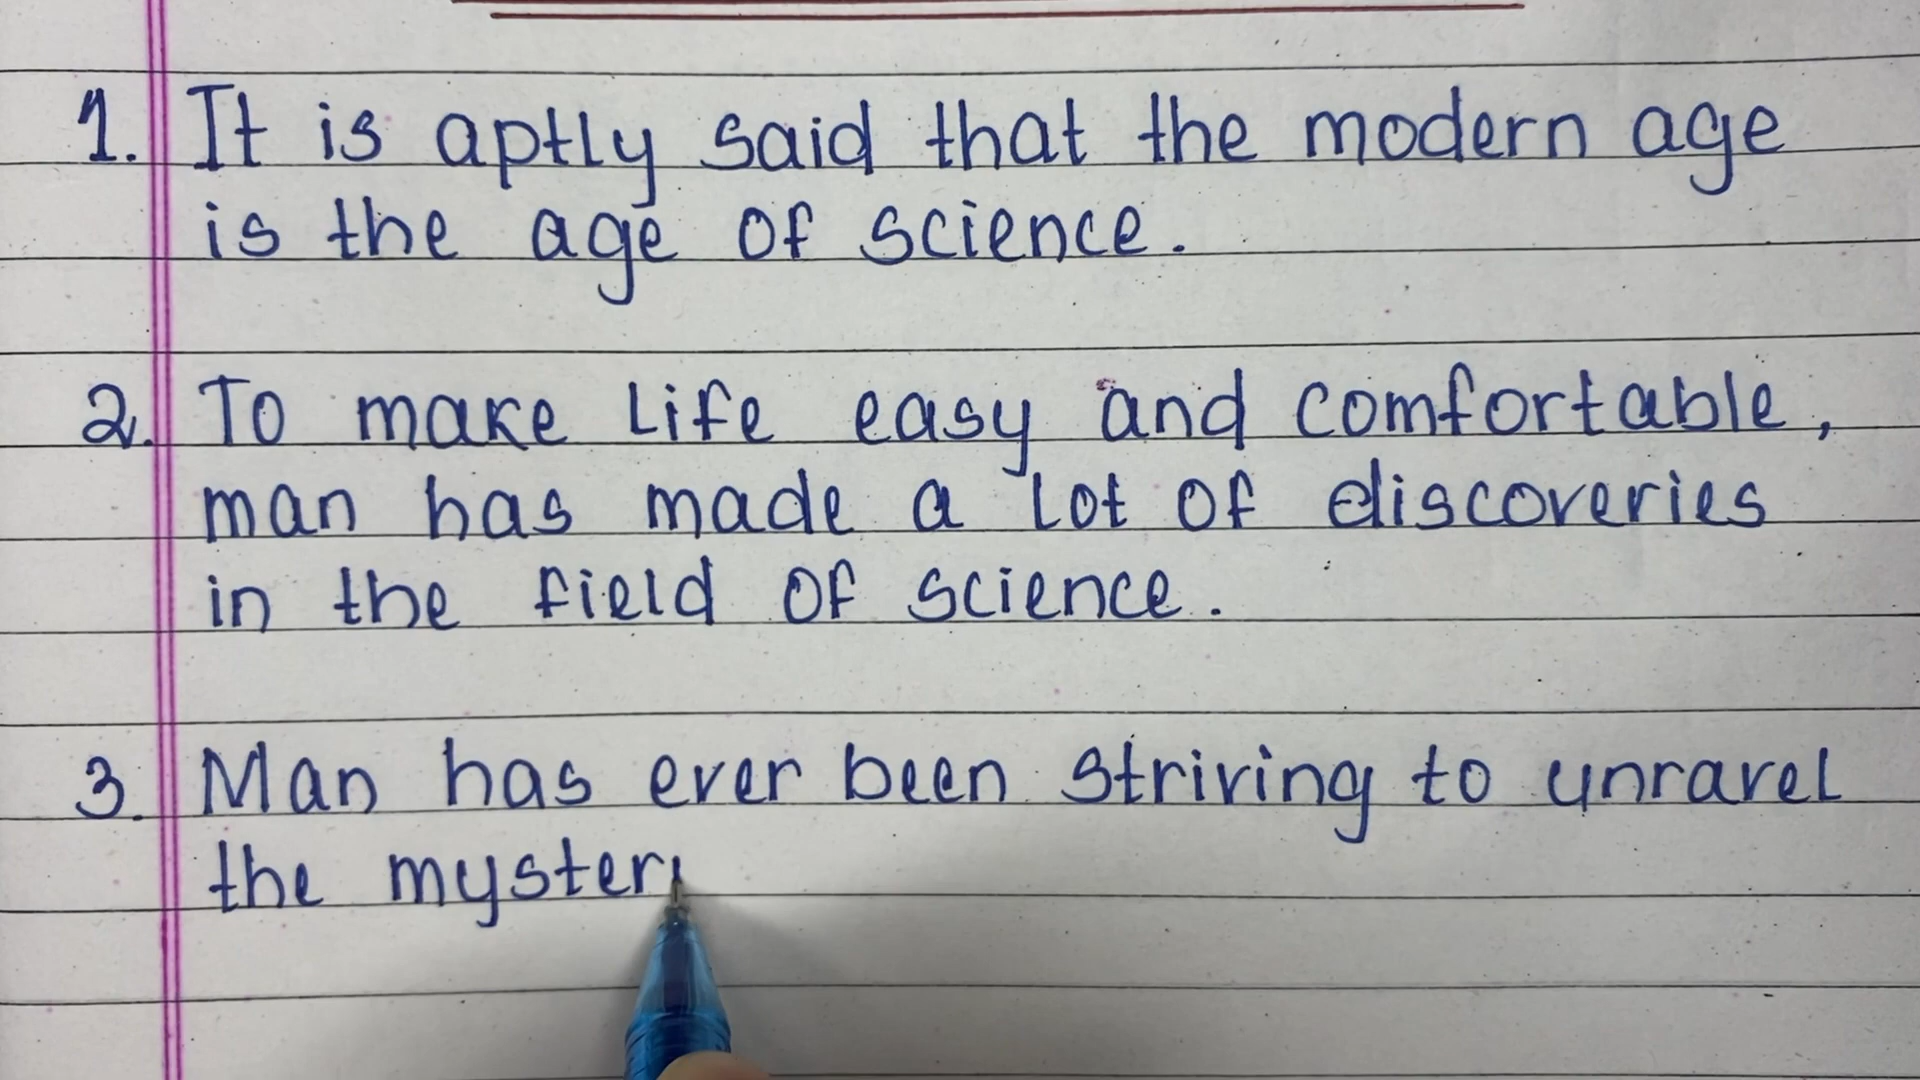 1. It is aptly said that the modern age
is the age of science.
2. To make life easy and comfortable,
man has made a lot of discoveries
in the field of science.
3. Man has ever been striving to unravel
the mysteri